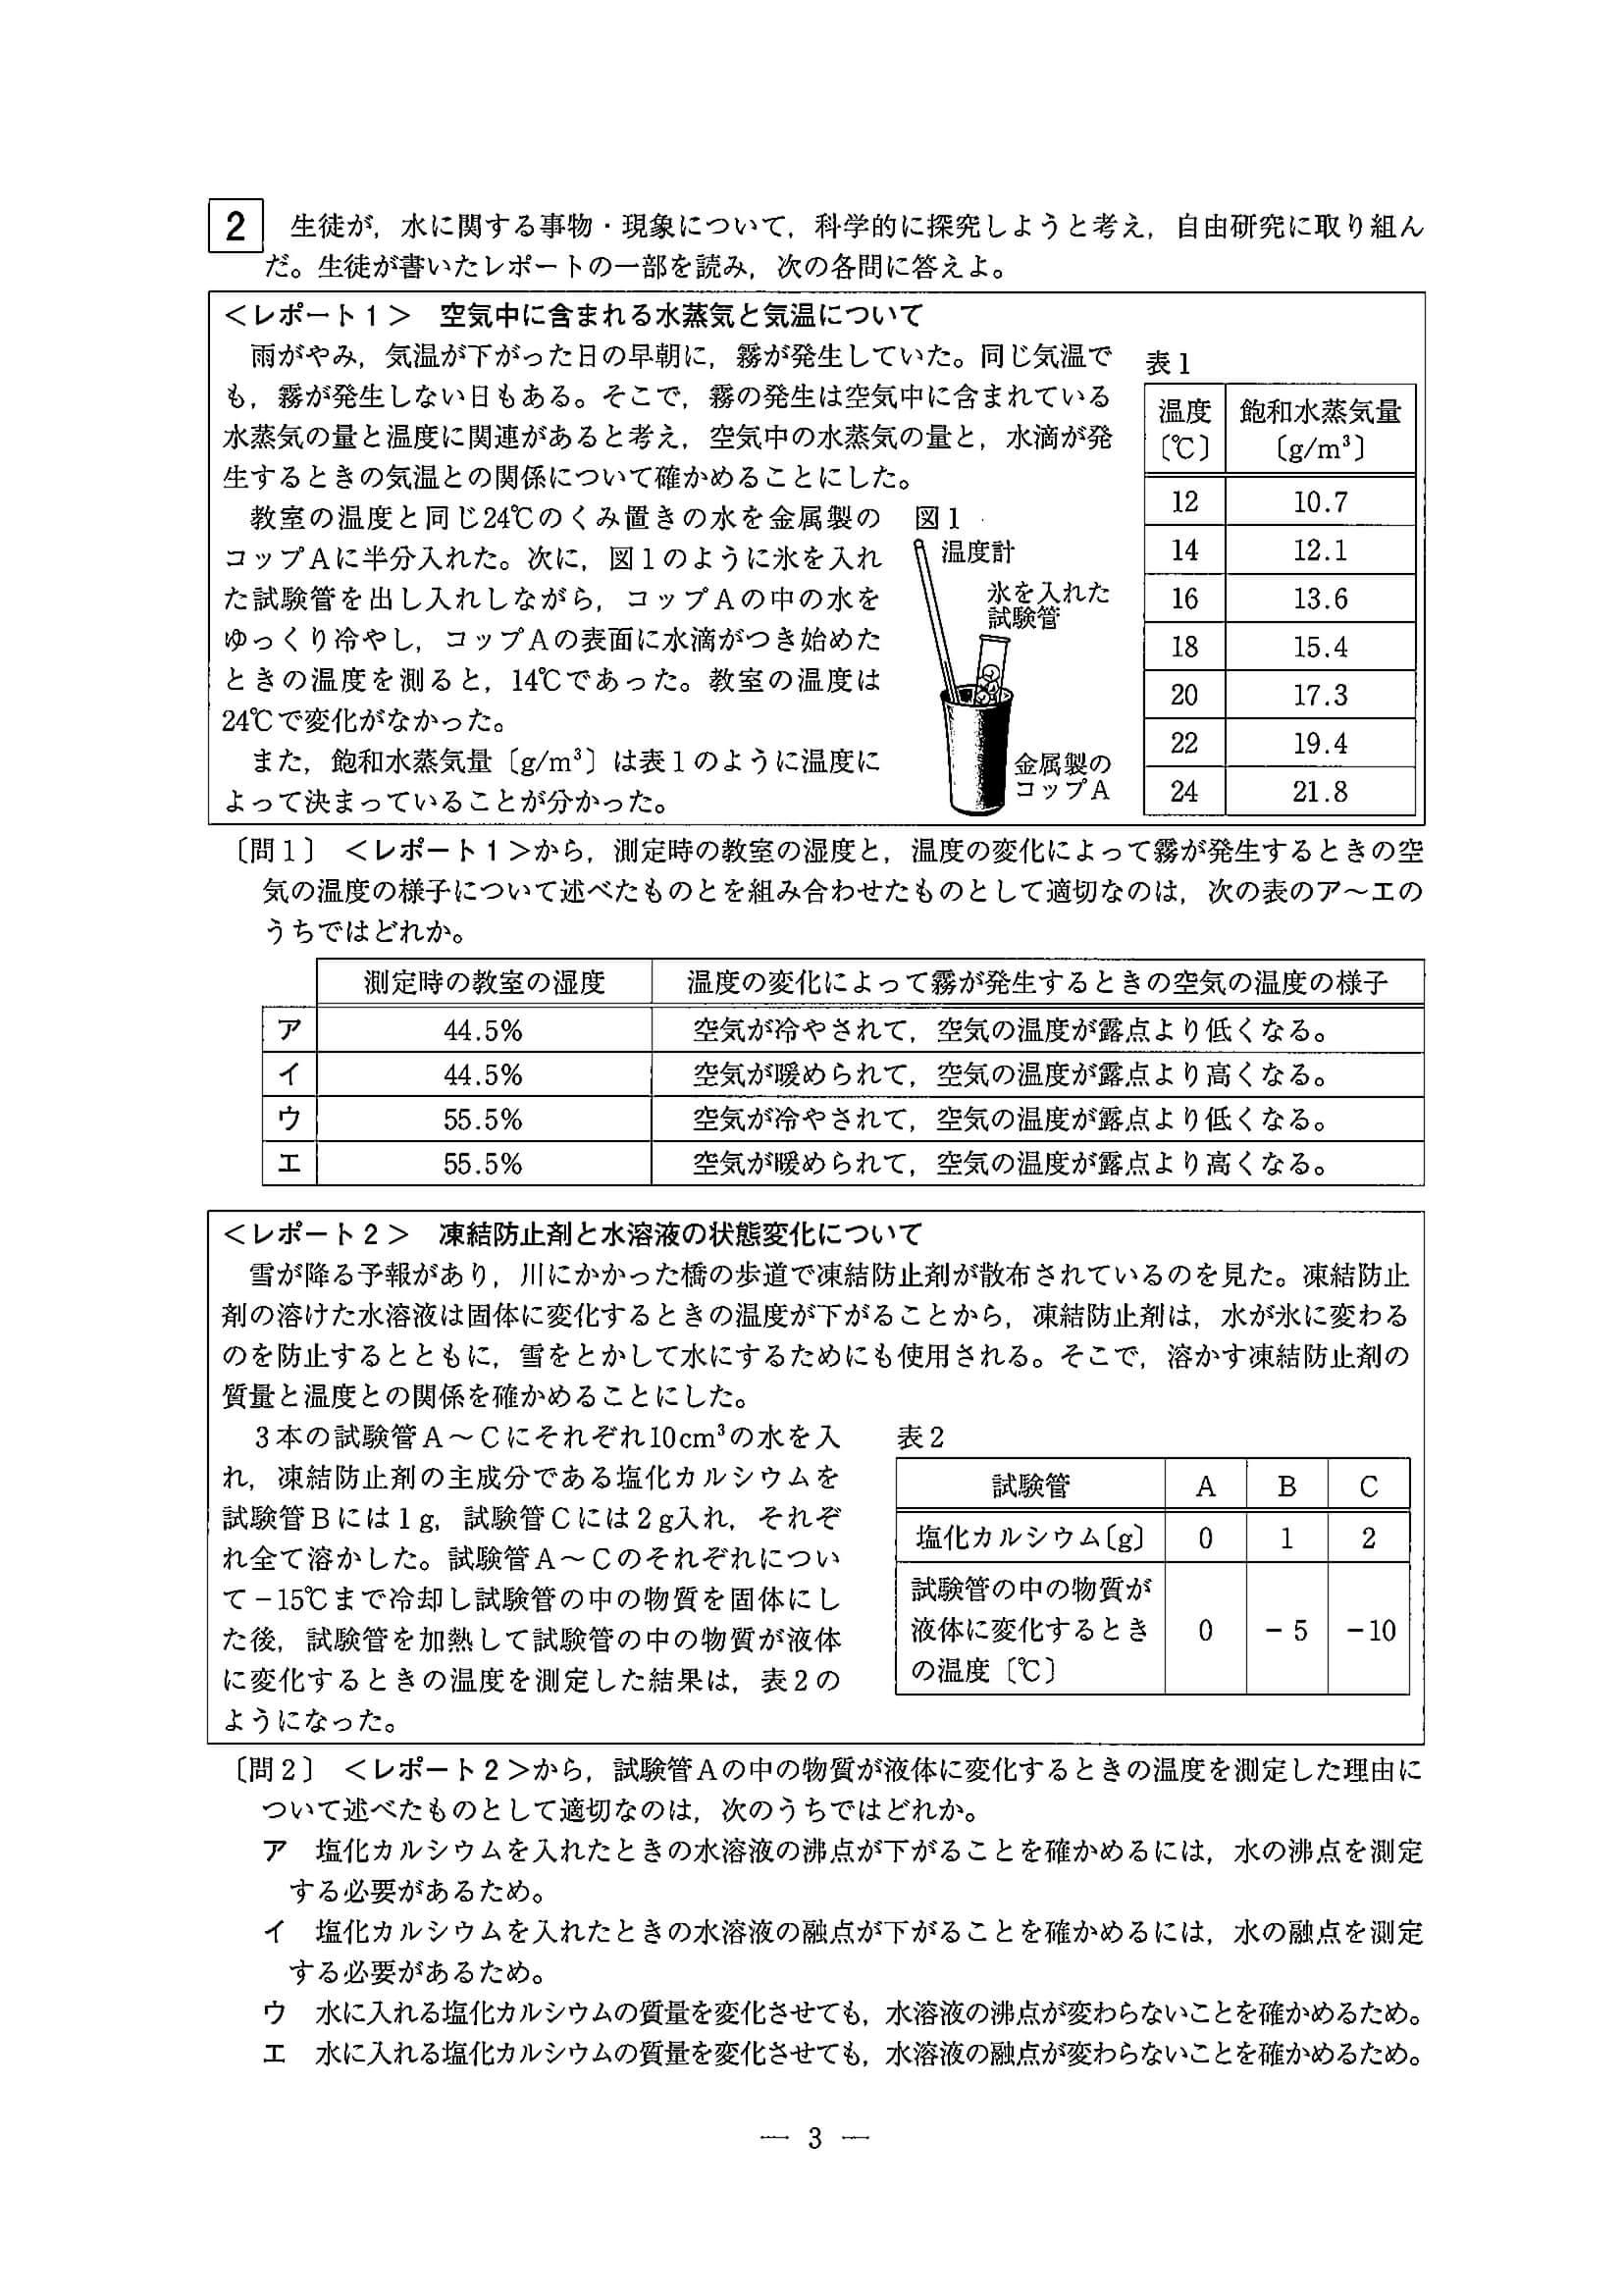 2 生徒が，水に関する事物・現象について，科学的に探究しようと考え，自由研究に取り組ん
だ。生徒が書いたレポートの一部を読み，次の各問に答えよ。
＜レポート１＞ 空気中に含まれる水蒸気と気温について
雨がやみ，気温が下がった日の早朝に，霧が発生していた。同じ気温で
も，霧が発生しない日もある。そこで，霧の発生は空気中に含まれている
水蒸気の量と温度に関連があると考え，空気中の水蒸気の量と，水滴が発
生するときの気温との関係について確かめることにした。
教室の温度と同じ24℃のくみ置きの水を金属製の
コップＡに半分入れた。次に，図１のように氷を入れ
た試験管を出し入れしながら，コップＡの中の水を
ゆっくり冷やし，コップＡの表面に水滴がつき始めた
ときの温度を測ると，14℃であった。教室の温度は
24℃で変化がなかった。
また，飽和水蒸気量〔g/m³〕は表１のように温度に
よって決まっていることが分かった。
図１
温度計
氷を入れた
試験管
金属製の
コップＡ
表１
温度〔℃〕 飽和水蒸気量〔g/m³〕
12 10.7
14 12.1
16 13.6
18 15.4
20 17.3
22 19.4
24 21.8
〔問１〕 ＜レポート１＞から，測定時の教室の湿度と，温度の変化によって霧が発生するときの空
気の温度の様子について述べたものとを組み合わせたものとして適切なのは，次の表のア～エの
うちではどれか。
測定時の教室の湿度 温度の変化によって霧が発生するときの空気の温度の様子
ア 44.5% 空気が冷やされて，空気の温度が露点より低くなる。
イ 44.5% 空気が暖められて，空気の温度が露点より高くなる。
ウ 55.5% 空気が冷やされて，空気の温度が露点より低くなる。
エ 55.5% 空気が暖められて，空気の温度が露点より高くなる。
＜レポート２＞ 凍結防止剤と水溶液の状態変化について
雪が降る予報があり，川にかかった橋の歩道で凍結防止剤が散布されているのを見た。凍結防止
剤の溶けた水溶液は固体に変化するときの温度が下がることから，凍結防止剤は，水が氷に変わる
のを防止するとともに，雪をとかして水にするためにも使用される。そこで，溶かす凍結防止剤の
質量と温度との関係を確かめることにした。
３本の試験管Ａ～Ｃにそれぞれ10cm³の水を入
れ，凍結防止剤の主成分である塩化カルシウムを
試験管Ｂには１g，試験管Ｃには２g入れ，それぞ
れ全て溶かした。試験管Ａ～Ｃのそれぞれについ
て－15℃まで冷却し試験管の中の物質を固体にし
た後，試験管を加熱して試験管の中の物質が液体
に変化するときの温度を測定した結果は，表２の
ようになった。
表２
試験管 A B C
塩化カルシウム〔g〕 0 1 2
試験管の中の物質が
液体に変化するとき
の温度〔℃〕 0 －5 －10
〔問２〕 ＜レポート２＞から，試験管Ａの中の物質が液体に変化するときの温度を測定した理由に
ついて述べたものとして適切なのは，次のうちではどれか。
ア 塩化カルシウムを入れたときの水溶液の沸点が下がることを確かめるには，水の沸点を測定
する必要があるため。
イ 塩化カルシウムを入れたときの水溶液の融点が下がることを確かめるには，水の融点を測定
する必要があるため。
ウ 水に入れる塩化カルシウムの質量を変化させても，水溶液の沸点が変わらないことを確かめるため。
エ 水に入れる塩化カルシウムの質量を変化させても，水溶液の融点が変わらないことを確かめるため。
― 3 ―